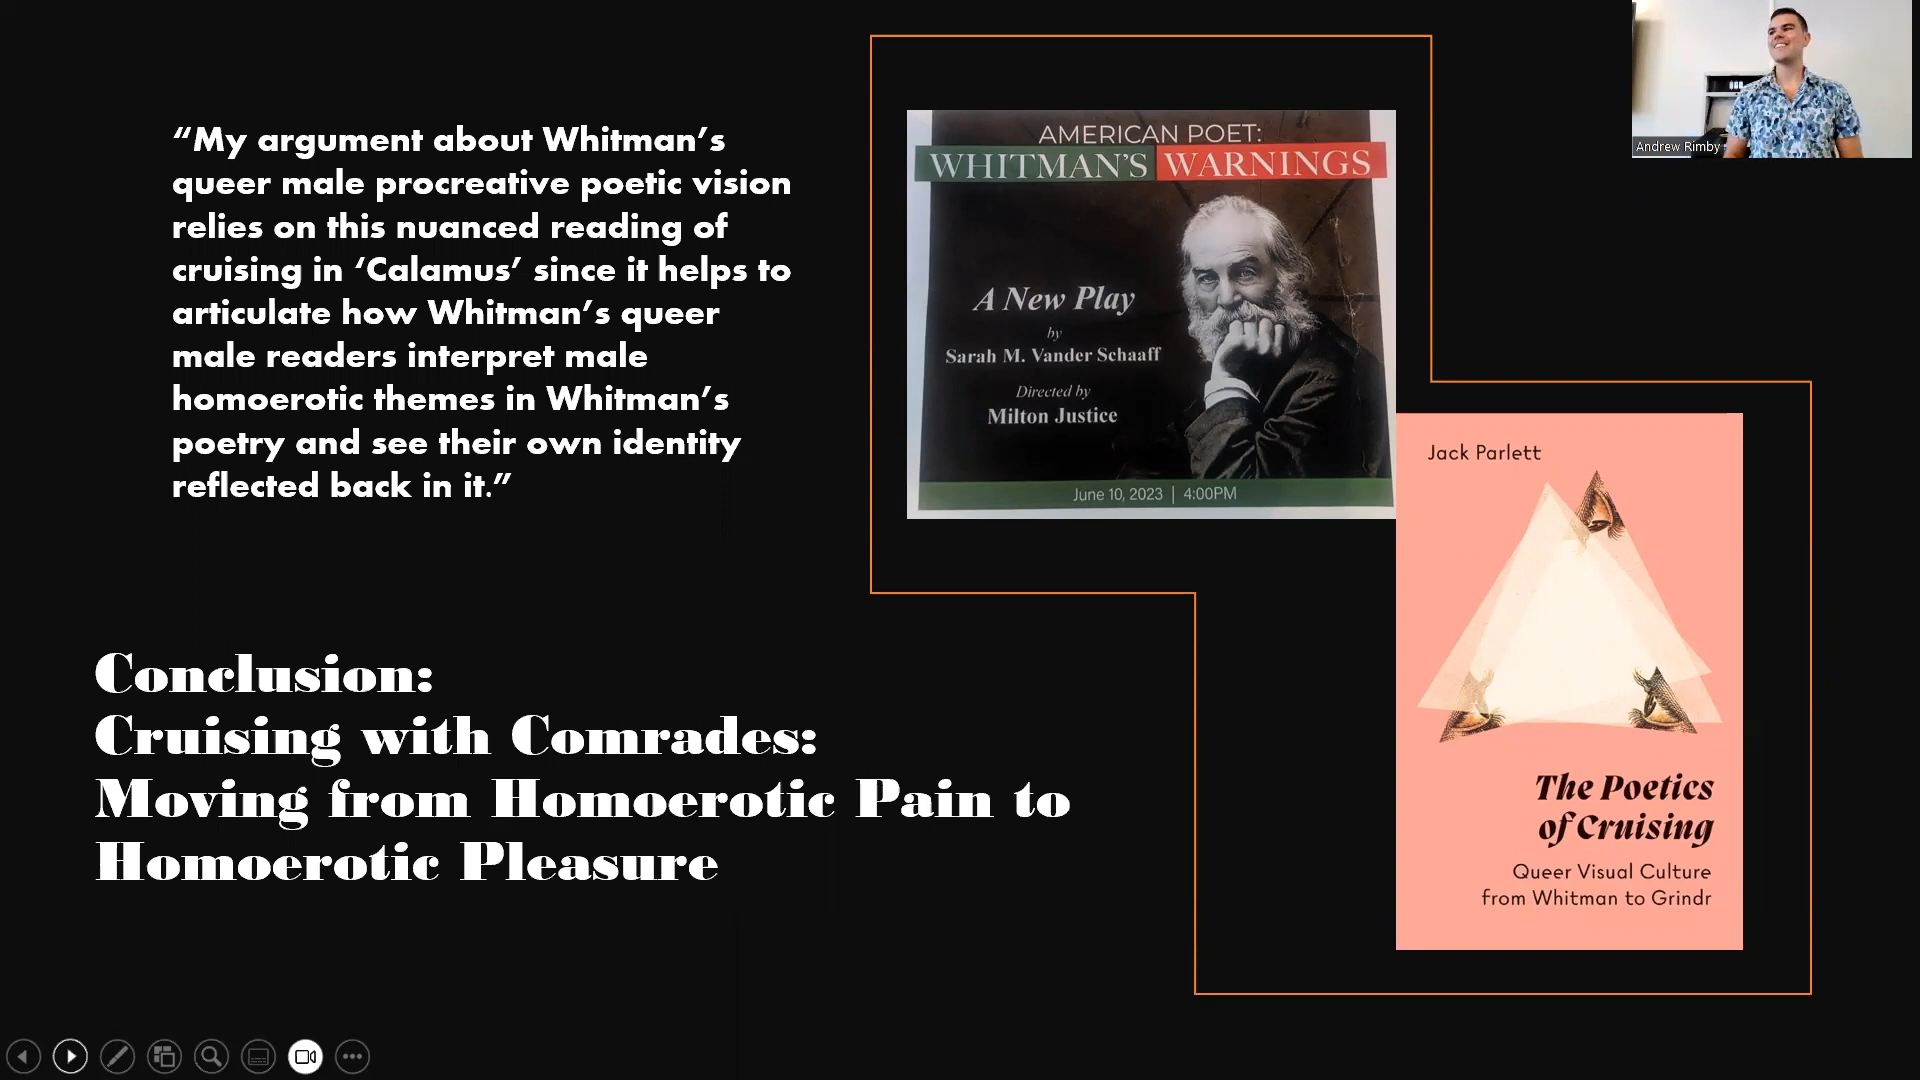 “My argument about Whitman’s
queer male procreative poetic vision
relies on this nuanced reading of
cruising in ‘Calamus’ since it helps to
articulate how Whitman’s queer
male readers interpret male
homoerotic themes in Whitman’s
poetry and see their own identity
reflected back in it.”
Conclusion:
Cruising with Comrades:
Moving from Homoerotic Pain to
Homoerotic Pleasure
AMERICAN POET:
WHITMAN’S WARNINGS
A New Play
by
Sarah M. Vander Schaaff
Directed by
Milton Justice
June 10, 2023 | 4:00PM
Jack Parlett
The Poetics
of Cruising
Queer Visual Culture
from Whitman to Grindr
Andrew Rimby